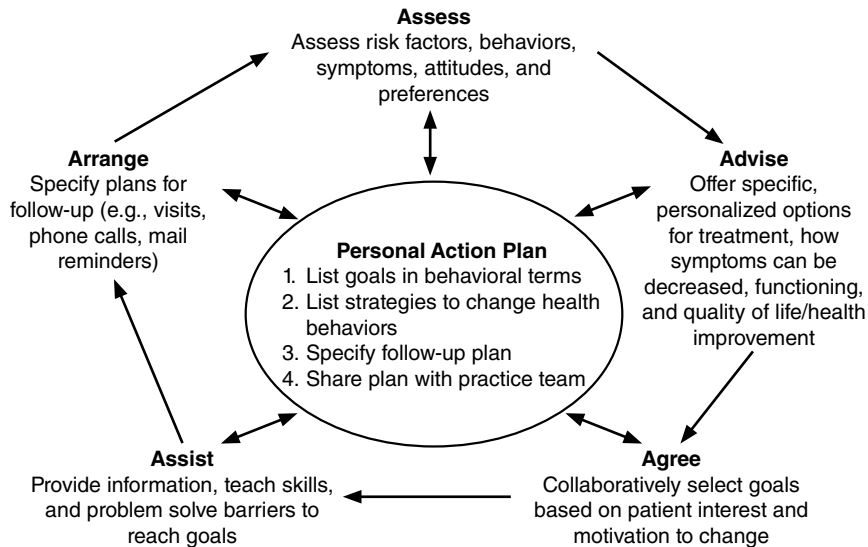 Assess
Assess risk factors, behaviors,
symptoms, attitudes, and
preferences
Arrange
Specify plans for
follow-up (e.g., visits,
phone calls, mail
reminders)
Advise
Offer specific,
personalized options
for treatment, how
symptoms can be
decreased, functioning,
and quality of life/health
improvement
Personal Action Plan
1. List goals in behavioral terms
2. List strategies to change health
behaviors
3. Specify follow-up plan
4. Share plan with practice team
Assist
Provide information, teach skills,
and problem solve barriers to
reach goals
Agree
Collaboratively select goals
based on patient interest and
motivation to change